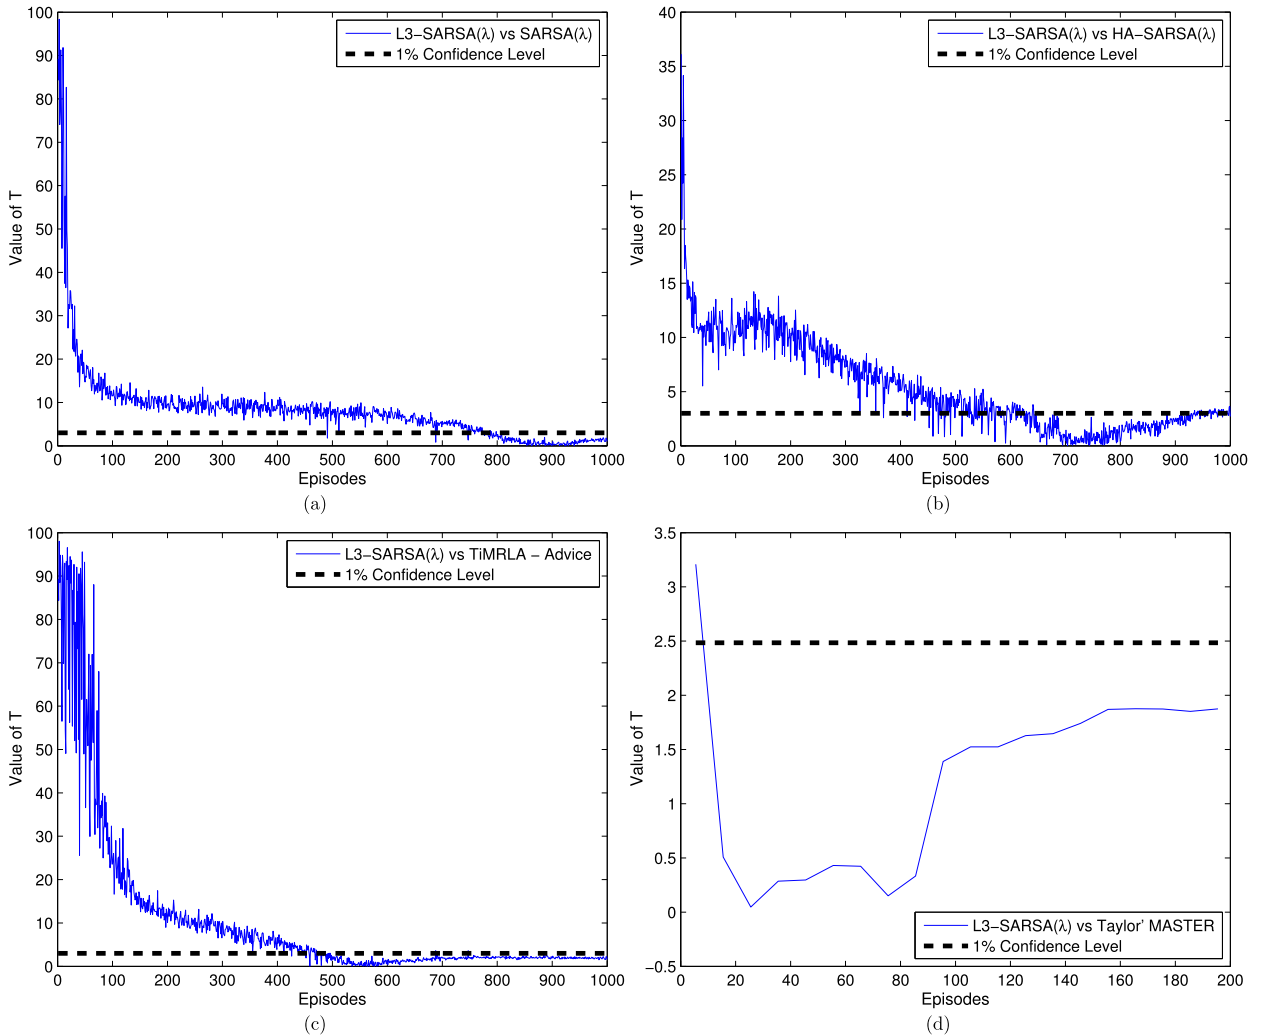 100
90
80
70
60
50
40
30
20
10
0
Value of T
L3−SARSA(λ) vs SARSA(λ)
1% Confidence Level
0 100 200 300 400 500 600 700 800 900 1000
Episodes
(a)
40
35
30
25
20
15
10
5
0
Value of T
L3−SARSA(λ) vs HA−SARSA(λ)
1% Confidence Level
0 100 200 300 400 500 600 700 800 900 1000
Episodes
(b)
100
90
80
70
60
50
40
30
20
10
0
Value of T
L3−SARSA(λ) vs TiMRLA − Advice
1% Confidence Level
0 100 200 300 400 500 600 700 800 900 1000
Episodes
(c)
3.5
3
2.5
2
1.5
1
0.5
0
−0.5
Value of T
L3−SARSA(λ) vs Taylor' MASTER
1% Confidence Level
0 20 40 60 80 100 120 140 160 180 200
Episodes
(d)